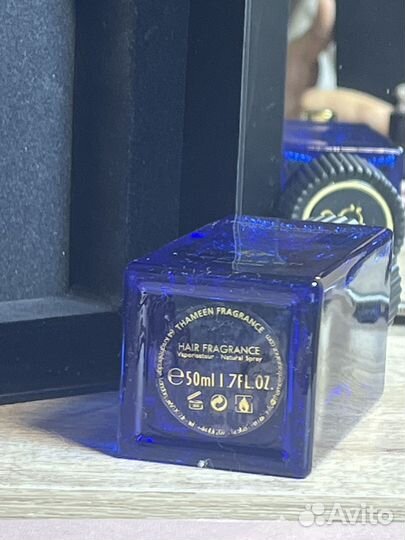 THAMEEN FRAGRANCE
HAIR FRAGRANCE
Vaporisateur - Natural Spray
℮50ml 1.7FL.OZ.
Avito